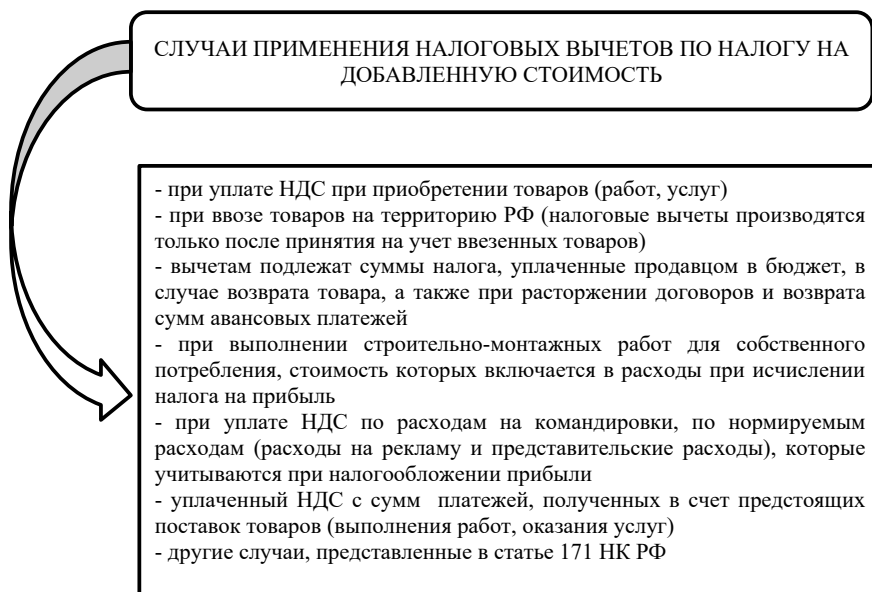 СЛУЧАИ ПРИМЕНЕНИЯ НАЛОГОВЫХ ВЫЧЕТОВ ПО НАЛОГУ НА
ДОБАВЛЕННУЮ СТОИМОСТЬ
- при уплате НДС при приобретении товаров (работ, услуг)
- при ввозе товаров на территорию РФ (налоговые вычеты производятся
только после принятия на учет ввезенных товаров)
- вычетам подлежат суммы налога, уплаченные продавцом в бюджет, в
случае возврата товара, а также при расторжении договоров и возврата
сумм авансовых платежей
- при выполнении строительно-монтажных работ для собственного
потребления, стоимость которых включается в расходы при исчислении
налога на прибыль
- при уплате НДС по расходам на командировки, по нормируемым
расходам (расходы на рекламу и представительские расходы), которые
учитываются при налогообложении прибыли
- уплаченный НДС с сумм платежей, полученных в счет предстоящих
поставок товаров (выполнения работ, оказания услуг)
- другие случаи, представленные в статье 171 НК РФ